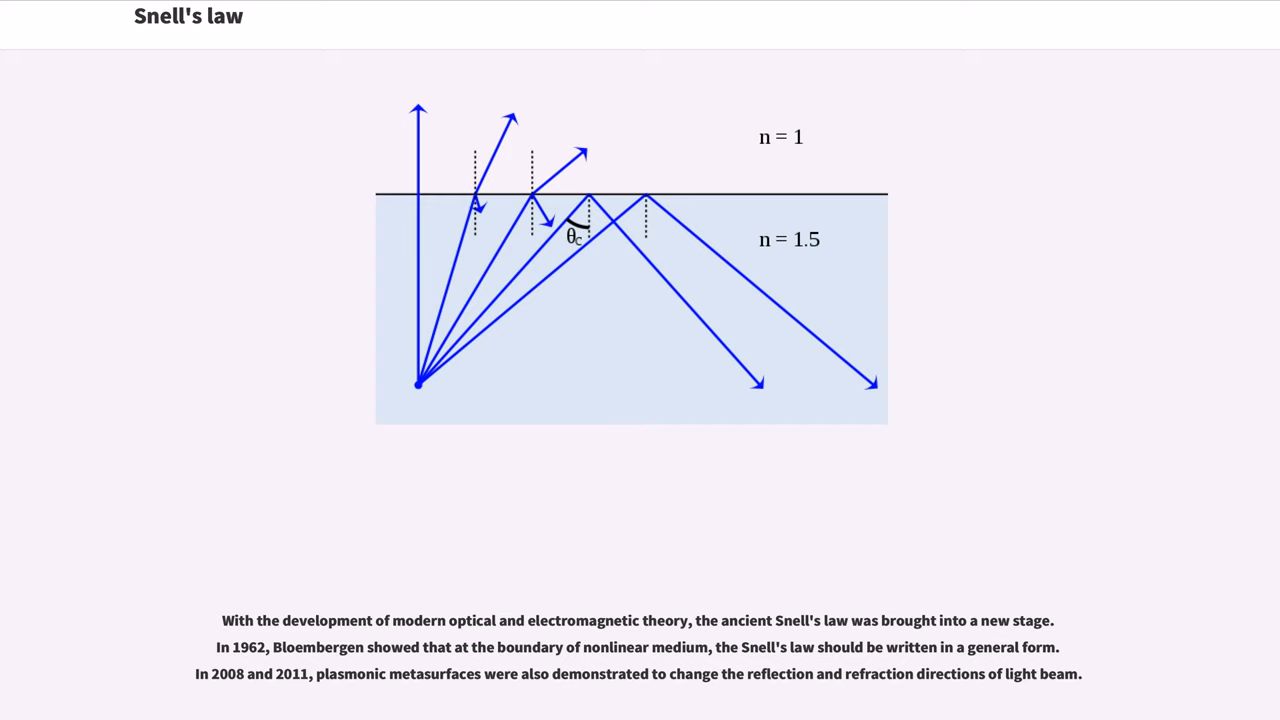 Snell's law
n = 1
n = 1.5
θc
With the development of modern optical and electromagnetic theory, the ancient Snell's law was brought into a new stage.
In 1962, Bloembergen showed that at the boundary of nonlinear medium, the Snell's law should be written in a general form.
In 2008 and 2011, plasmonic metasurfaces were also demonstrated to change the reflection and refraction directions of light beam.